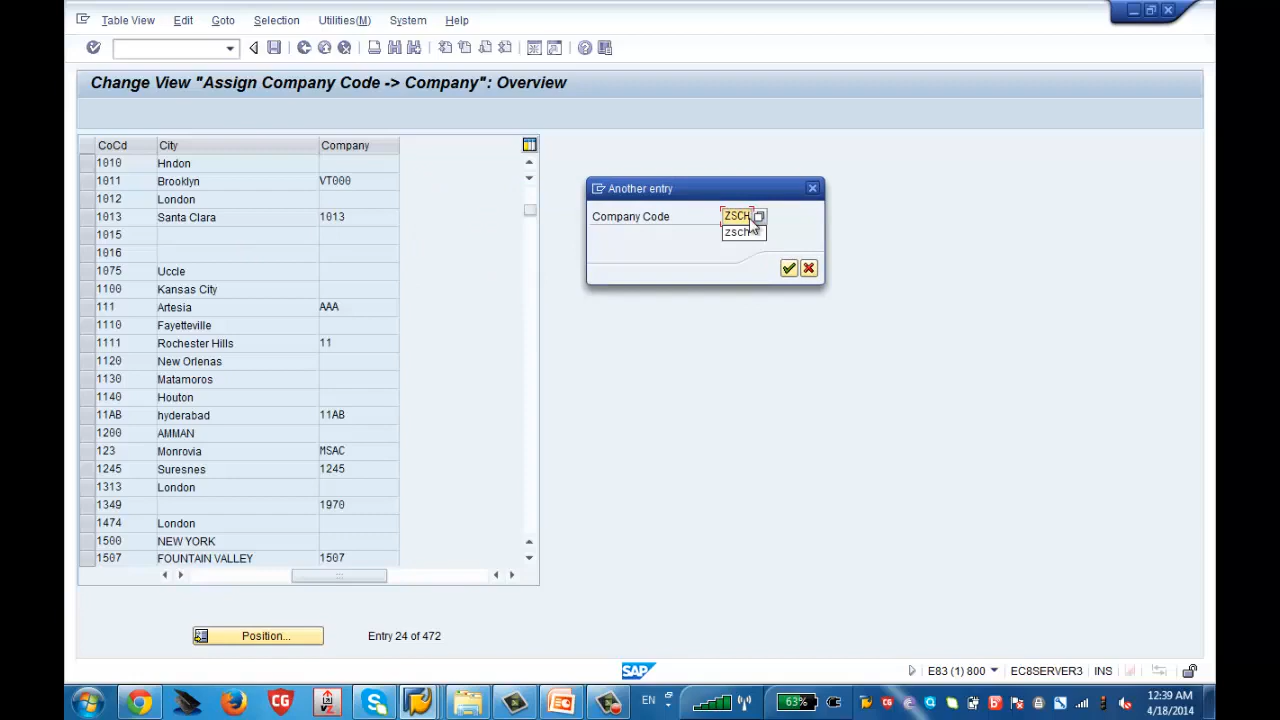 Table View Edit Goto Selection Utilities(M) System Help
Change View "Assign Company Code -> Company": Overview
CoCd City Company
1010 Hndon
1011 Brooklyn VT000
1012 London
1013 Santa Clara 1013
1015
1016
1075 Uccle
1100 Kansas City
111 Artesia AAA
1110 Fayetteville
1111 Rochester Hills 11
1120 New Orlenas
1130 Matamoros
1140 Houton
11AB hyderabad 11AB
1200 AMMAN
123 Monrovia MSAC
1245 Suresnes 1245
1313 London
1349 1970
1474 London
1500 NEW YORK
1507 FOUNTAIN VALLEY 1507
Another entry
Company Code ZSCH
zsch
Position... Entry 24 of 472
SAP E83 (1) 800 EC8SERVER3 INS
CG EN 63% 12:39 AM
4/18/2014